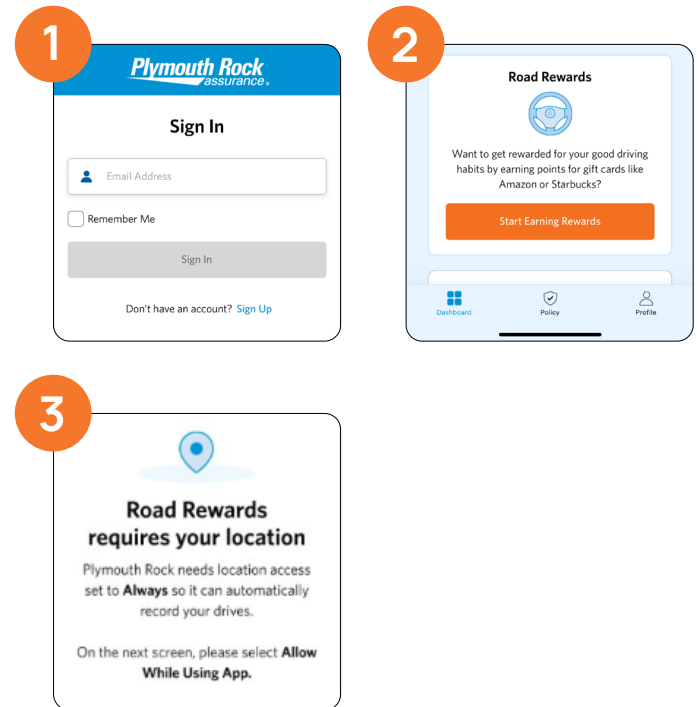 1
Plymouth Rock
assurance®
Sign In
Email Address
Remember Me
Sign In
Don't have an account? Sign Up
2
Road Rewards
Want to get rewarded for your good driving
habits by earning points for gift cards like
Amazon or Starbucks?
Start Earning Rewards
Dashboard
Policy
Profile
3
Road Rewards
requires your location
Plymouth Rock needs location access
set to Always so it can automatically
record your drives.
On the next screen, please select Allow
While Using App.